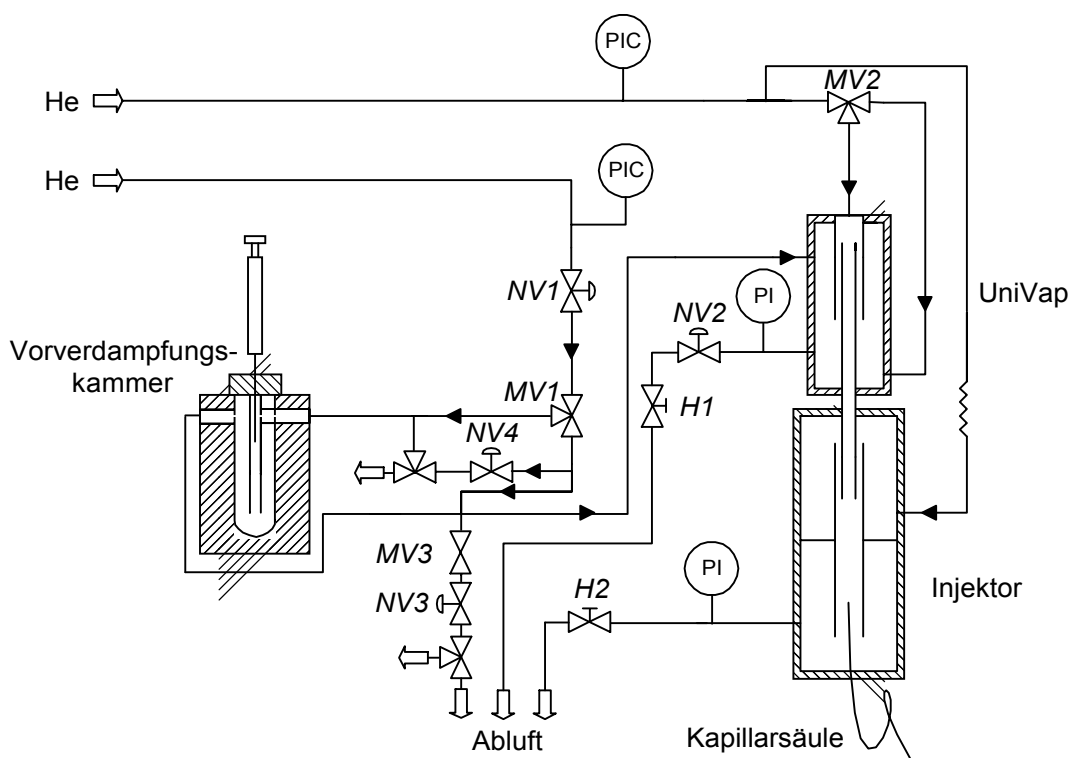 PIC
MV2
He
PIC
He
PI
UniVap
NV1
NV2
Vorverdampfungs-
kammer
MV1
H1
NV4
MV3
PI
Injektor
H2
NV3
Kapillarsäule
Abluft